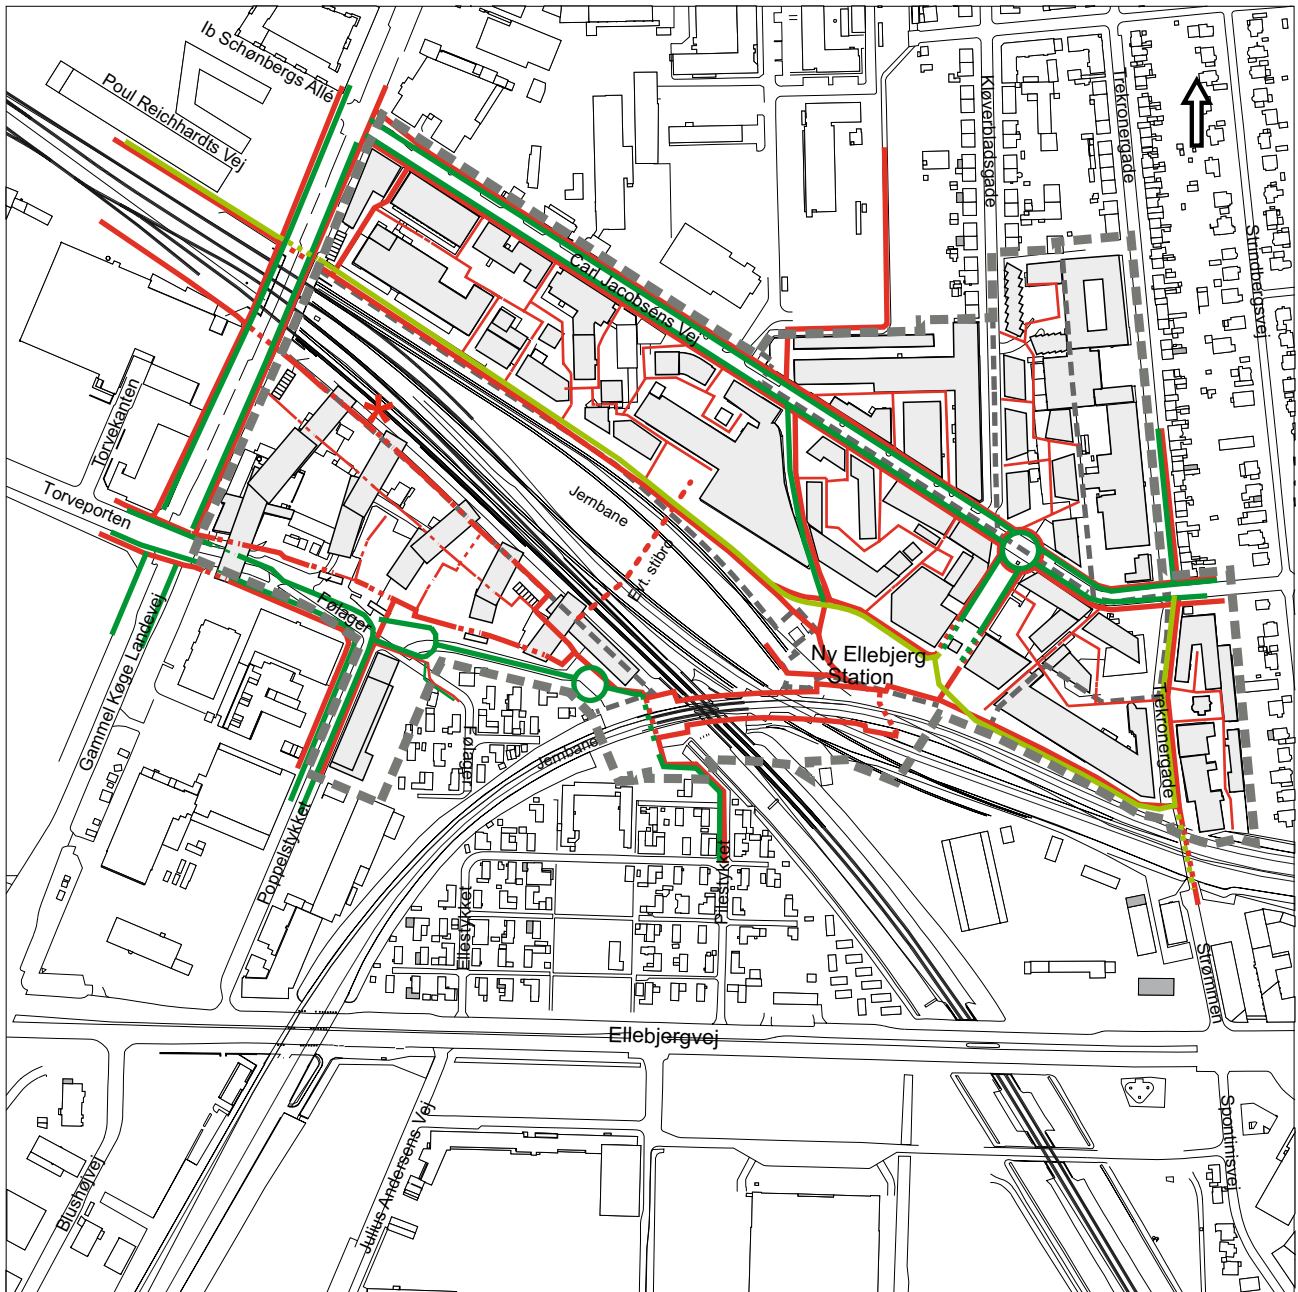 Ib Schønbergs Allé
Poul Reichhardts Vej
Kløverbladsgade
Trekronergade
Strindbergsvej
Carl Jacobsens Vej
Torvekanten
Torveporten
Jernbane
Evt. stibro
Følager
Gammel Køge Landevej
Ny Ellebjerg
Station
Trekronergade
Følager
Jernbane
Poppelstykket
Ellestykket
Pilestykket
Strømmen
Ellebjergvej
Julius Andersens Vej
Blushøjvej
Spontinisvej